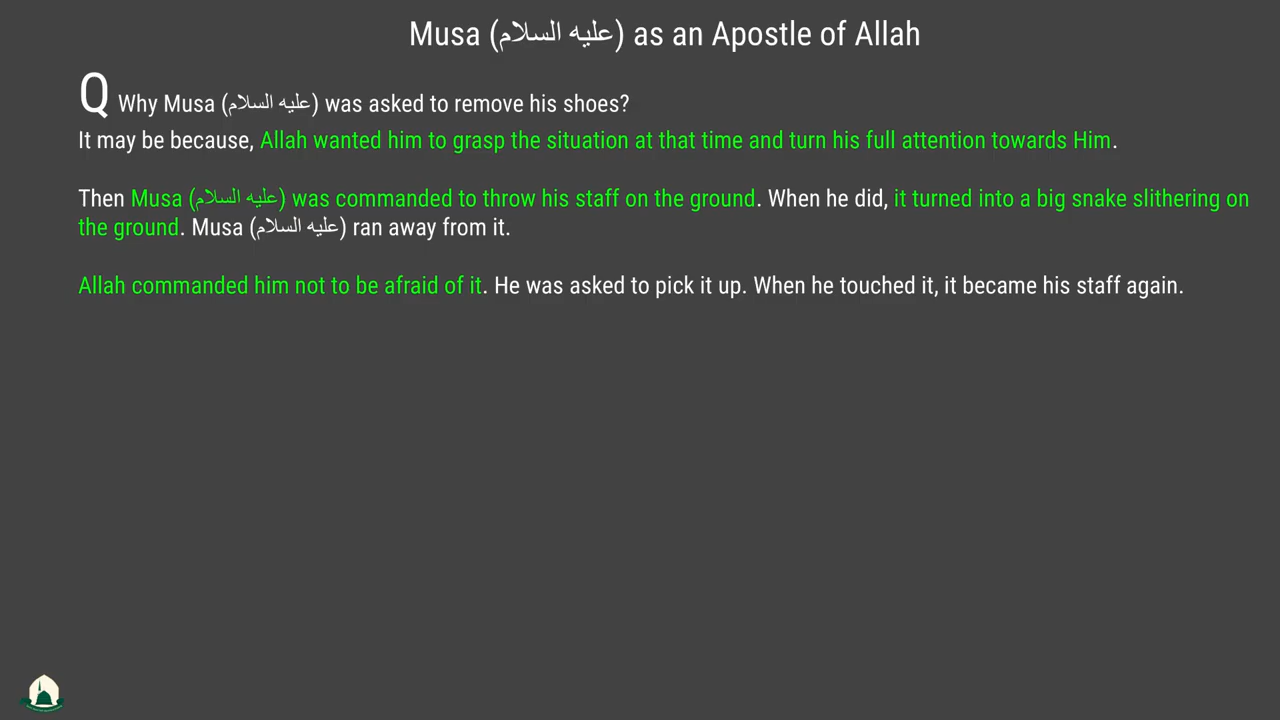 Musa (عليه السلام) as an Apostle of Allah
Q Why Musa (عليه السلام) was asked to remove his shoes?
It may be because, Allah wanted him to grasp the situation at that time and turn his full attention towards Him.
Then Musa (عليه السلام) was commanded to throw his staff on the ground. When he did, it turned into a big snake slithering on
the ground. Musa (عليه السلام) ran away from it.
Allah commanded him not to be afraid of it. He was asked to pick it up. When he touched it, it became his staff again.